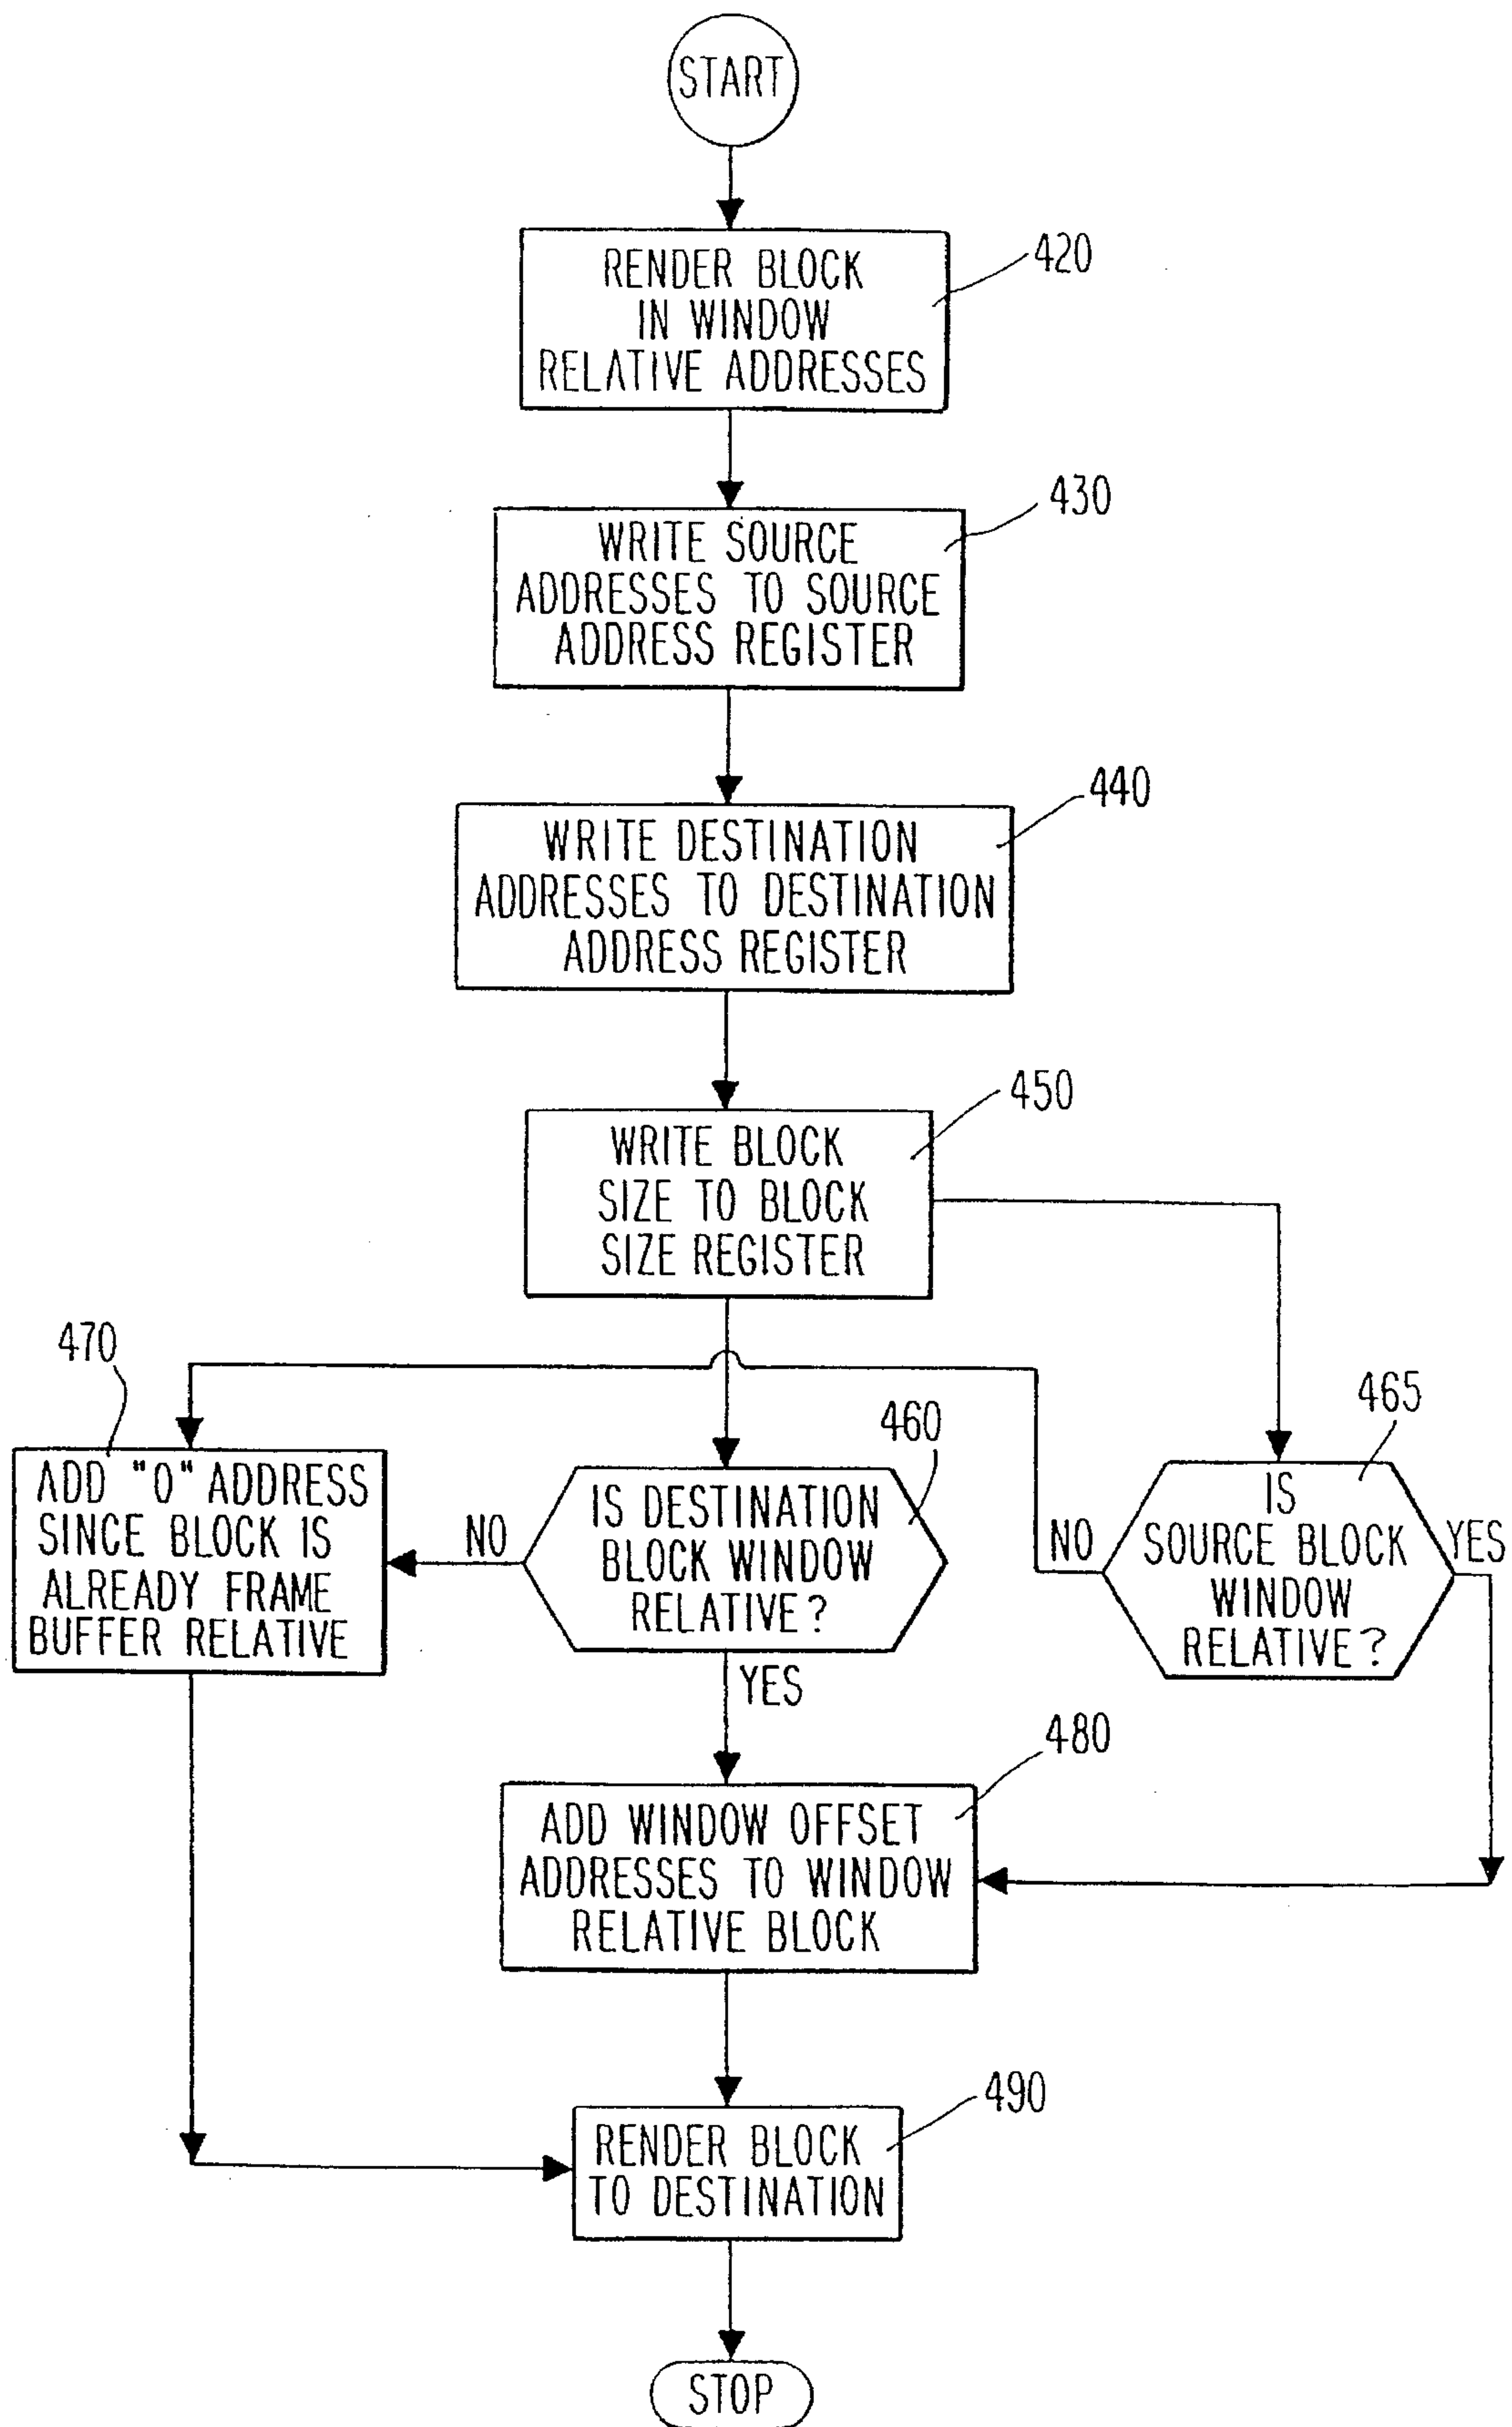 START
RENDER BLOCK
IN WINDOW
RELATIVE ADDRESSES
420
WRITE SOURCE
ADDRESSES TO SOURCE
ADDRESS REGISTER
430
WRITE DESTINATION
ADDRESSES TO DESTINATION
ADDRESS REGISTER
440
WRITE BLOCK
SIZE TO BLOCK
SIZE REGISTER
450
470
ADD "0" ADDRESS
SINCE BLOCK IS
ALREADY FRAME
BUFFER RELATIVE
NO
460
IS DESTINATION
BLOCK WINDOW
RELATIVE?
YES
465
NO
IS
SOURCE BLOCK
WINDOW
RELATIVE?
YES
480
ADD WINDOW OFFSET
ADDRESSES TO WINDOW
RELATIVE BLOCK
490
RENDER BLOCK
TO DESTINATION
STOP